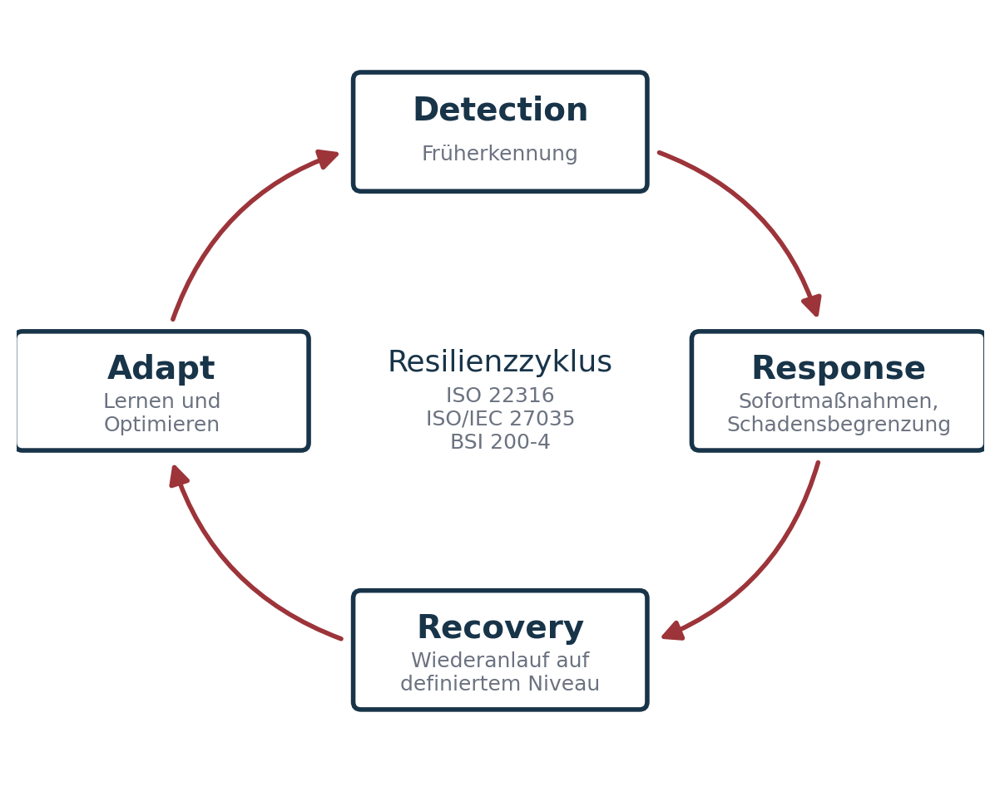 Detection
Früherkennung
Adapt
Lernen und
Optimieren
Resilienzzyklus
ISO 22316
ISO/IEC 27035
BSI 200-4
Response
Sofortmaßnahmen,
Schadensbegrenzung
Recovery
Wiederanlauf auf
definiertem Niveau